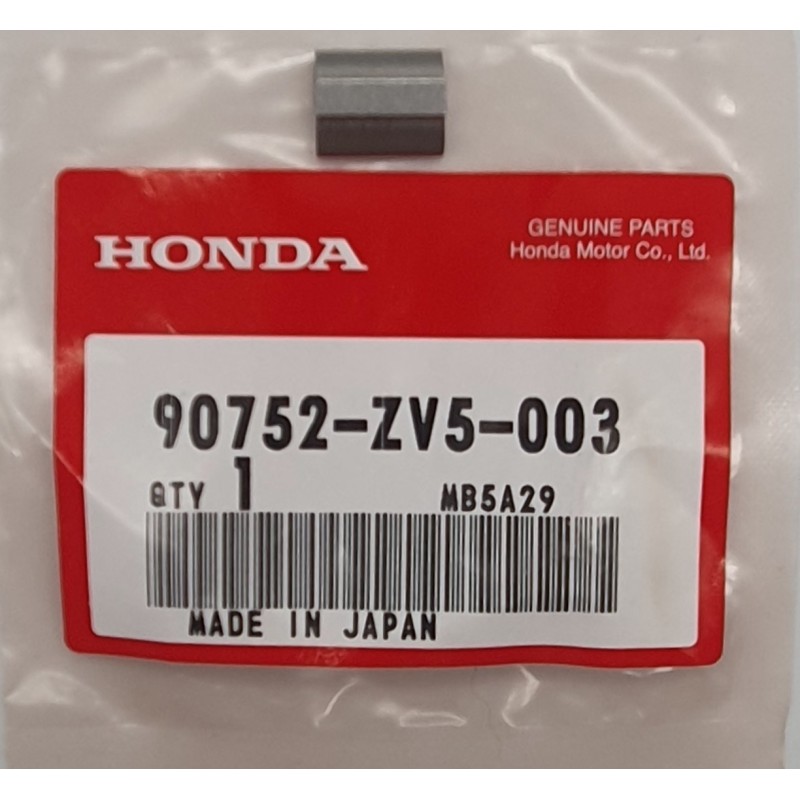 HONDA
GENUINE PARTS
Honda Motor Co., Ltd.
90752-ZV5-003
QTY 1 MB5A29
MADE IN JAPAN